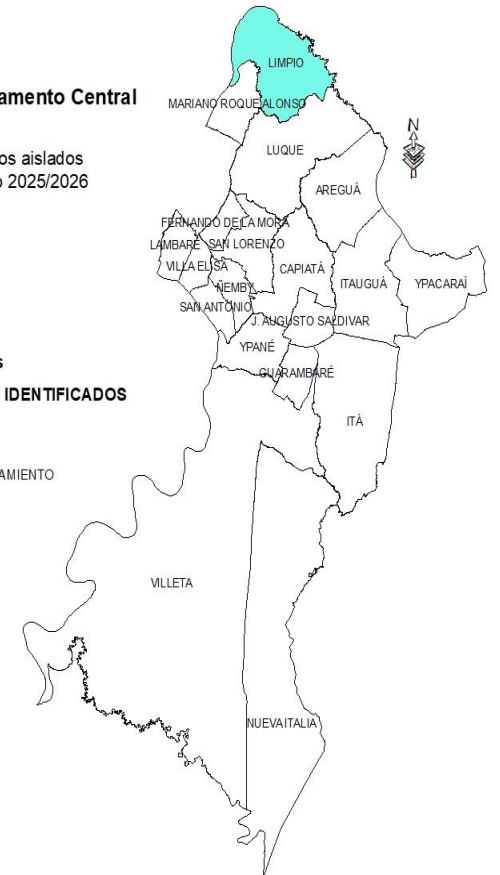 amento Central
os aislados
o 2025/2026
s
IDENTIFICADOS
AMIENTO
N
LIMPIO
MARIANO ROQUE ALONSO
LUQUE
AREGUÁ
FERNANDO DE LA MORA
LAMBARÉ
SAN LORENZO
VILLA ELISA
CAPIATÁ
ITAUGUÁ
YPACARAÍ
ÑEMBY
SAN ANTONIO
J. AUGUSTO SALDIVAR
YPANÉ
GUARAMBARÉ
ITÁ
VILLETA
NUEVA ITALIA